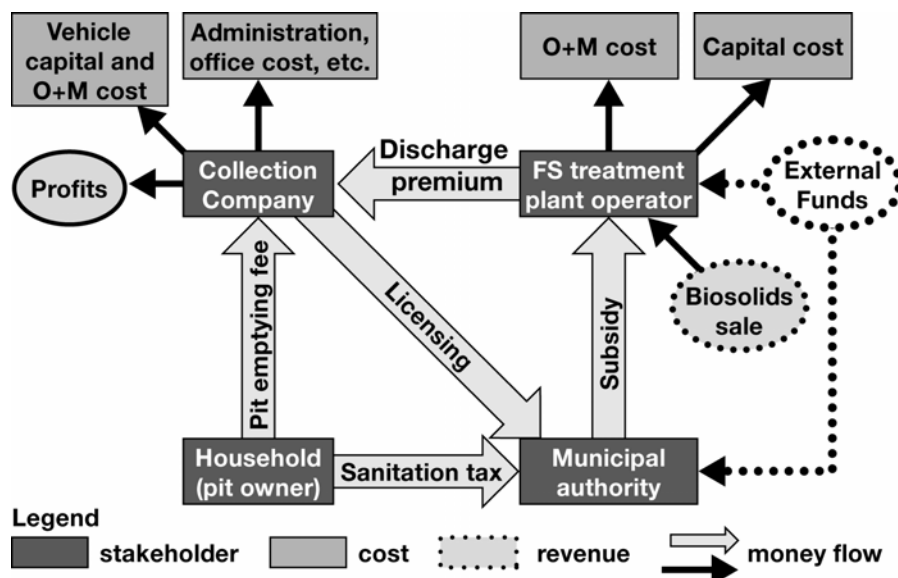 Vehicle
capital and
O+M cost
Administration,
office cost, etc.
O+M cost
Capital cost
Profits
Collection
Company
Discharge
premium
FS treatment
plant operator
External
Funds
Biosolids
sale
Pit emptying fee
Licensing
Subsidy
Household
(pit owner)
Sanitation tax
Municipal
authority
Legend
stakeholder
cost
revenue
money flow